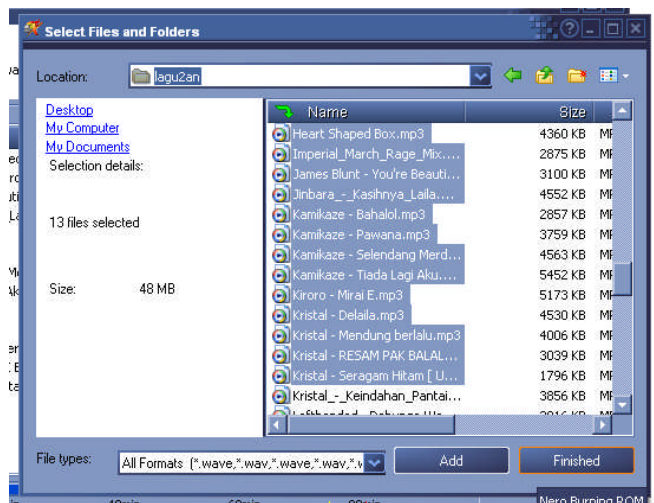 Select Files and Folders
Location: lagu2an
Desktop
My Computer
My Documents
Selection details:
13 files selected
Size: 48 MB
Name Size
Heart Shaped Box.mp3 4360 KB
Imperial_March_Rage_Mix.... 2875 KB
James Blunt - You're Beauti... 3100 KB
Jinbara_-_Kasihnya_Laila.... 4552 KB
Kamikaze - Bahalol.mp3 2857 KB
Kamikaze - Pawana.mp3 3759 KB
Kamikaze - Selendang Merd... 4563 KB
Kamikaze - Tiada Lagi Aku.... 5452 KB
Kiroro - Mirai E.mp3 5173 KB
Kristal - Delaila.mp3 4530 KB
Kristal - Mendung berlalu.mp3 4006 KB
Kristal - RESAM PAK BALAL... 3039 KB
Kristal - Seragam Hitam [ U... 1796 KB
Kristal_-_Keindahan_Pantai... 3856 KB
File types: All Formats (*.wave,*.wav,*.wave,*.wav,*.
Add
Finished
Nero Burning ROM